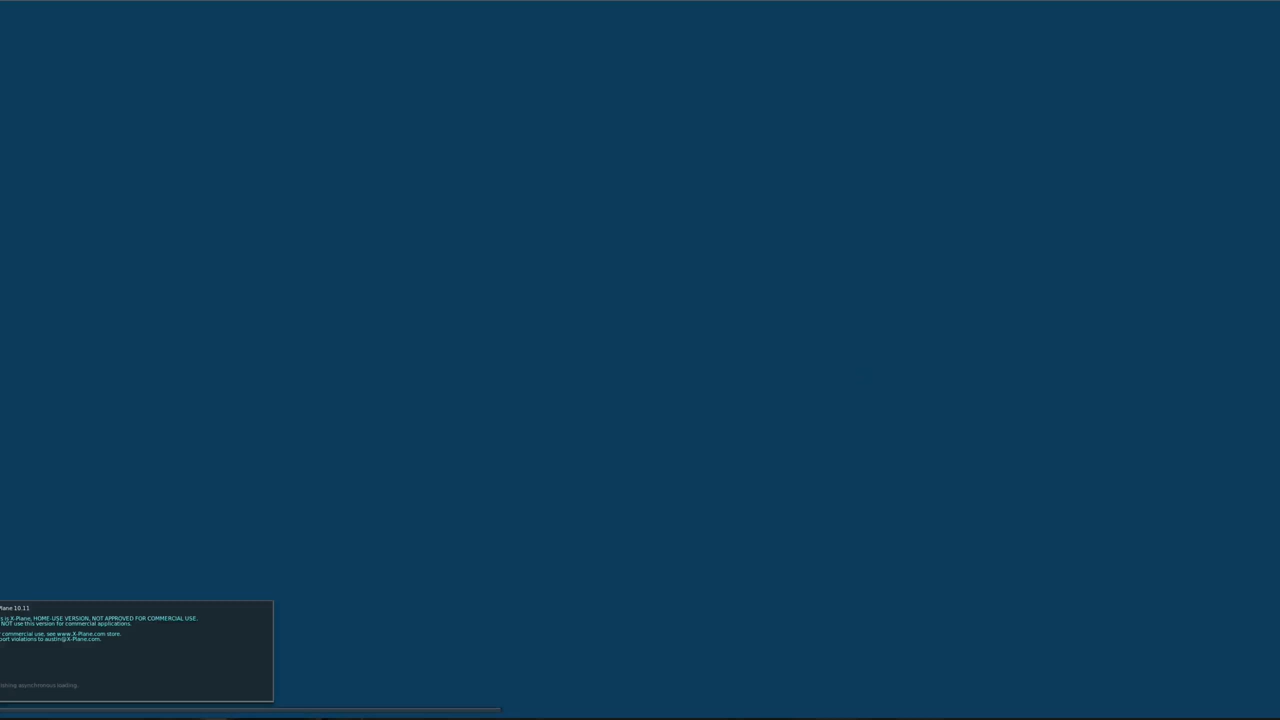 Plane 10.11
s is X-Plane, HOME-USE VERSION, NOT APPROVED FOR COMMERCIAL USE.
NOT use this version for commercial applications.
commercial use, see www.X-Plane.com store.
port violations to austin@X-Plane.com.
ishing asynchronous loading